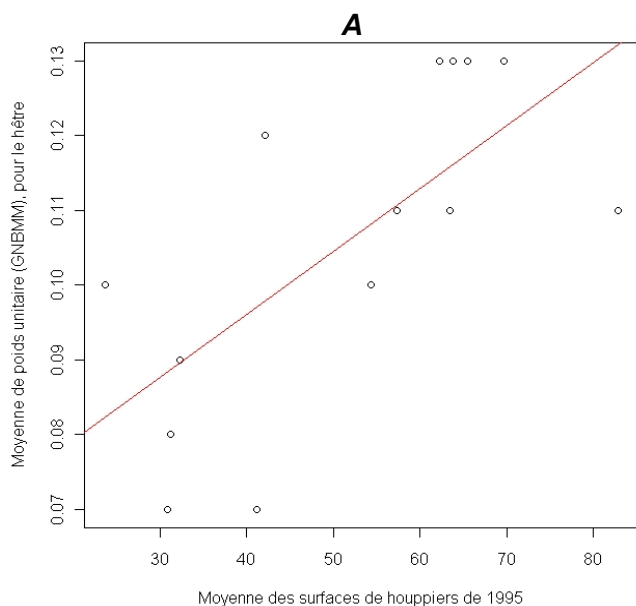 A
Moyenne de poids unitaire (GNBMM), pour le hêtre
0.13
0.12
0.11
0.10
0.09
0.08
0.07
30 40 50 60 70 80
Moyenne des surfaces de houppiers de 1995